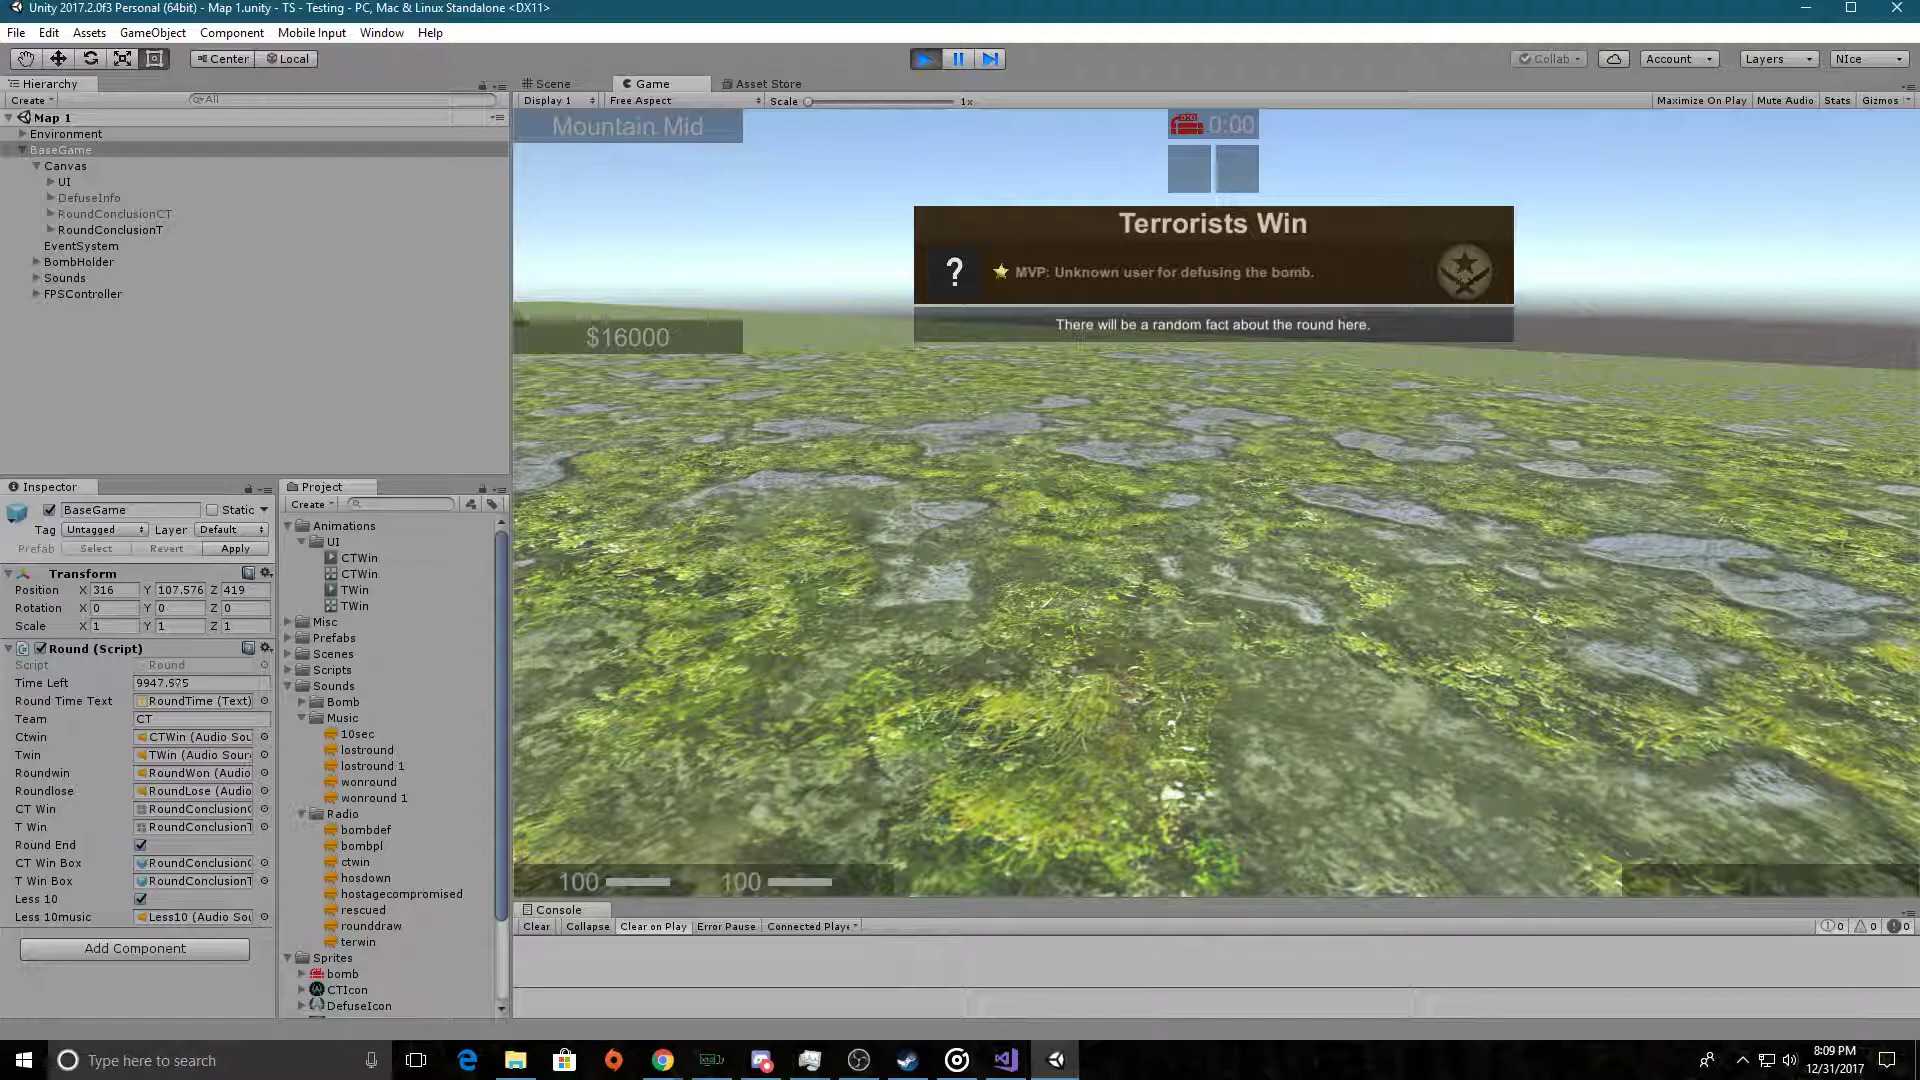 Unity 2017.2.0f3 Personal (64bit) - Map 1.unity - TS - Testing - PC, Mac & Linux Standalone <DX11>
File Edit Assets GameObject Component Mobile Input Window Help
Center Local Collab Account Layers NIce
Hierarchy
Create All
Map 1
Environment
BaseGame
Canvas
UI
DefuseInfo
RoundConclusionCT
RoundConclusionT
EventSystem
BombHolder
Sounds
FPSController
Scene Game Asset Store
Display 1 Free Aspect Scale 1x Maximize On Play Mute Audio Stats Gizmos
Mountain Mid
0:00
Terrorists Win
?
MVP: Unknown user for defusing the bomb.
There will be a random fact about the round here.
$16000
100 100
Inspector
BaseGame Static
Tag Untagged Layer Default
Prefab Select Revert Apply
Transform
Position X 316 Y 107.576 Z 419
Rotation X 0 Y 0 Z 0
Scale X 1 Y 1 Z 1
Round (Script)
Script Round
Time Left 9947.975
Round Time Text RoundTime (Text)
Team CT
Ctwin CTWin (Audio Sou
Twin TWin (Audio Sour
Roundwin RoundWon (Audio
Roundlose RoundLose (Audio
CT Win RoundConclusion
T Win RoundConclusionT
Round End
CT Win Box RoundConclusion
T Win Box RoundConclusionT
Less 10
Less 10music Less10 (Audio Sou
Add Component
Project
Create
Animations
UI
CTWin
CTWin
TWin
TWin
Misc
Prefabs
Scenes
Scripts
Sounds
Bomb
Music
10sec
lostround
lostround 1
wonround
wonround 1
Radio
bombdef
bombpl
ctwin
hosdown
hostagecompromised
rescued
rounddraw
terwin
Sprites
bomb
CTIcon
DefuseIcon
Console
Clear Collapse Clear on Play Error Pause Connected Playe 0 0 0
Type here to search
8:09 PM
12/31/2017